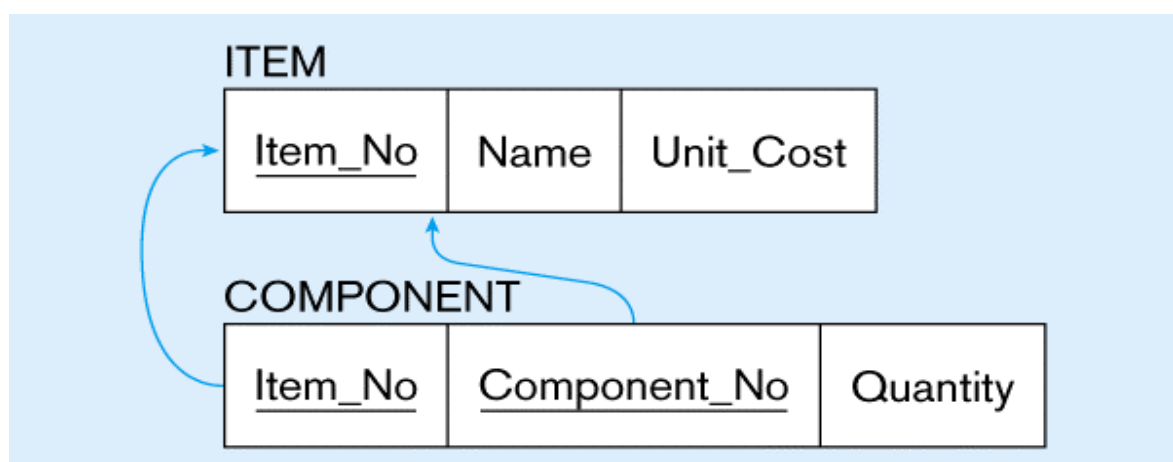 ITEM
Item_No Name Unit_Cost
COMPONENT
Item_No Component_No Quantity